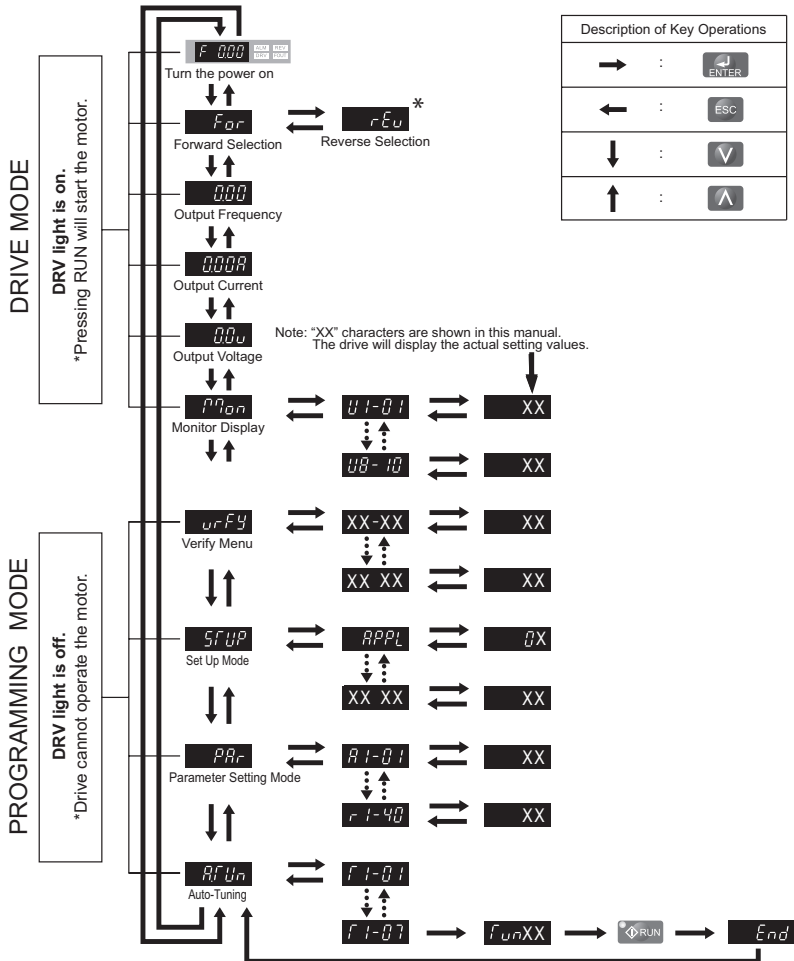 DRIVE MODE
DRV light is on.
*Pressing RUN will start the motor.
F 0.00
ALM REV
DRV FOUT
Turn the power on
For
Forward Selection
rEv
*
Reverse Selection
0.00
Output Frequency
0.00A
Output Current
0.0v
Output Voltage
Note: “XX” characters are shown in this manual.
The drive will display the actual setting values.
Mon
Monitor Display
U1-01
XX
U8-10
XX
PROGRAMMING MODE
DRV light is off.
*Drive cannot operate the motor.
vrFY
Verify Menu
XX-XX
XX
XX XX
XX
STUP
Set Up Mode
APPL
0X
XX XX
XX
PAr
Parameter Setting Mode
A1-01
XX
r1-40
XX
A.TUn
Auto-Tuning
T1-01
T1-07
TunXX
RUN
End
Description of Key Operations
→ : ENTER
← : ESC
↓ : V
↑ : Λ